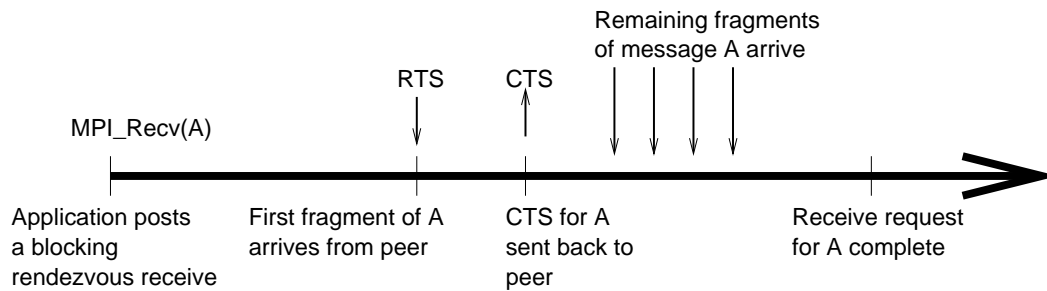 Remaining fragments
of message A arrive
RTS
CTS
MPI_Recv(A)
Application posts
a blocking
rendezvous receive
First fragment of A
arrives from peer
CTS for A
sent back to
peer
Receive request
for A complete